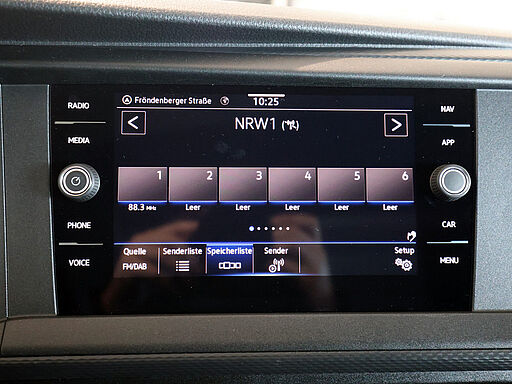 RADIO
MEDIA
PHONE
VOICE
Fröndenberger Straße
10:25
NRW1
1 2 3 4 5 6
88.3 MHz Leer Leer Leer Leer Leer
Quelle Senderliste Speicherliste Sender Setup
FM/DAB
NAV
APP
CAR
MENU